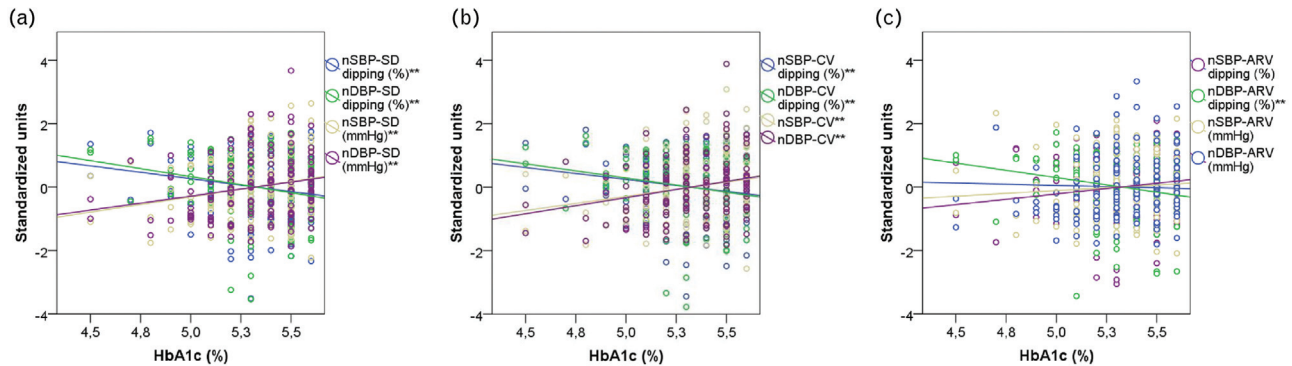 (a)
4
2
0
-2
-4
Standardized units
4,5
4,8
5,0
5,3
5,5
HbA1c (%)
nSBP-SD
dipping (%)**
nDBP-SD
dipping (%)**
nSBP-SD
(mmHg)**
nDBP-SD
(mmHg)**
(b)
4
2
0
-2
-4
Standardized units
4,5
4,8
5,0
5,3
5,5
HbA1c (%)
nSBP-CV
dipping (%)**
nDBP-CV
dipping (%)**
nSBP-CV**
nDBP-CV**
(c)
4
2
0
-2
-4
Standardized units
4,5
4,8
5,0
5,3
5,5
HbA1c (%)
nSBP-ARV
dipping (%)
nDBP-ARV
dipping (%)**
nSBP-ARV
(mmHg)
nDBP-ARV
(mmHg)